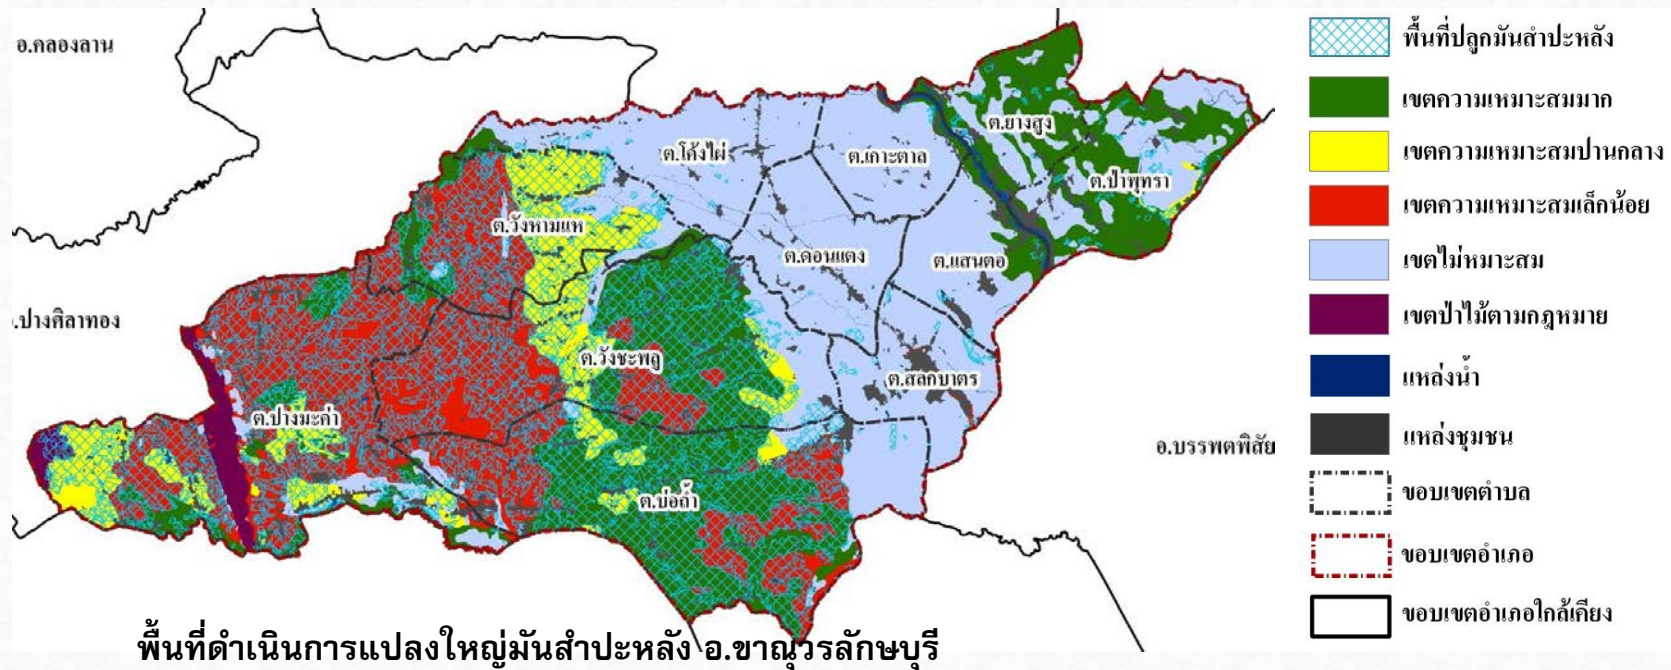 อ.คลองลาน
ต.ยางสูง
ต.โค้งไผ่
ต.เกาะตาล
ต.ป่าพุทรา
ต.วังหามแห
ต.ดอนแตง
ต.แสนตอ
.ปางศิลาทอง
ต.วังชะพลู
ต.สลกบาตร
ต.ปางมะค่า
อ.บรรพตพิสัย
ต.บ่อถ้ำ
พื้นที่ปลูกมันสำปะหลัง
เขตความเหมาะสมมาก
เขตความเหมาะสมปานกลาง
เขตความเหมาะสมเล็กน้อย
เขตไม่หมาะสม
เขตป่าไม้ตามกฎหมาย
แหล่งน้ำ
แหล่งชุมชน
ขอบเขตตำบล
ขอบเขตอำเภอ
ขอบเขตอำเภอใกล้เคียง
พื้นที่ดำเนินการแปลงใหญ่มันสำปะหลัง อ.ขาณุวรลักษบุรี